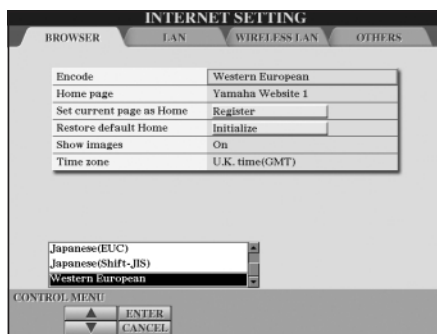 INTERNET SETTING
BROWSER LAN WIRELESS LAN OTHERS
Encode Western European
Home page Yamaha Website 1
Set current page as Home Register
Restore default Home Initialize
Show images On
Time zone U.K. time(GMT)
Japanese(EUC)
Japanese(Shift-JIS)
Western European
CONTROL MENU
ENTER
CANCEL